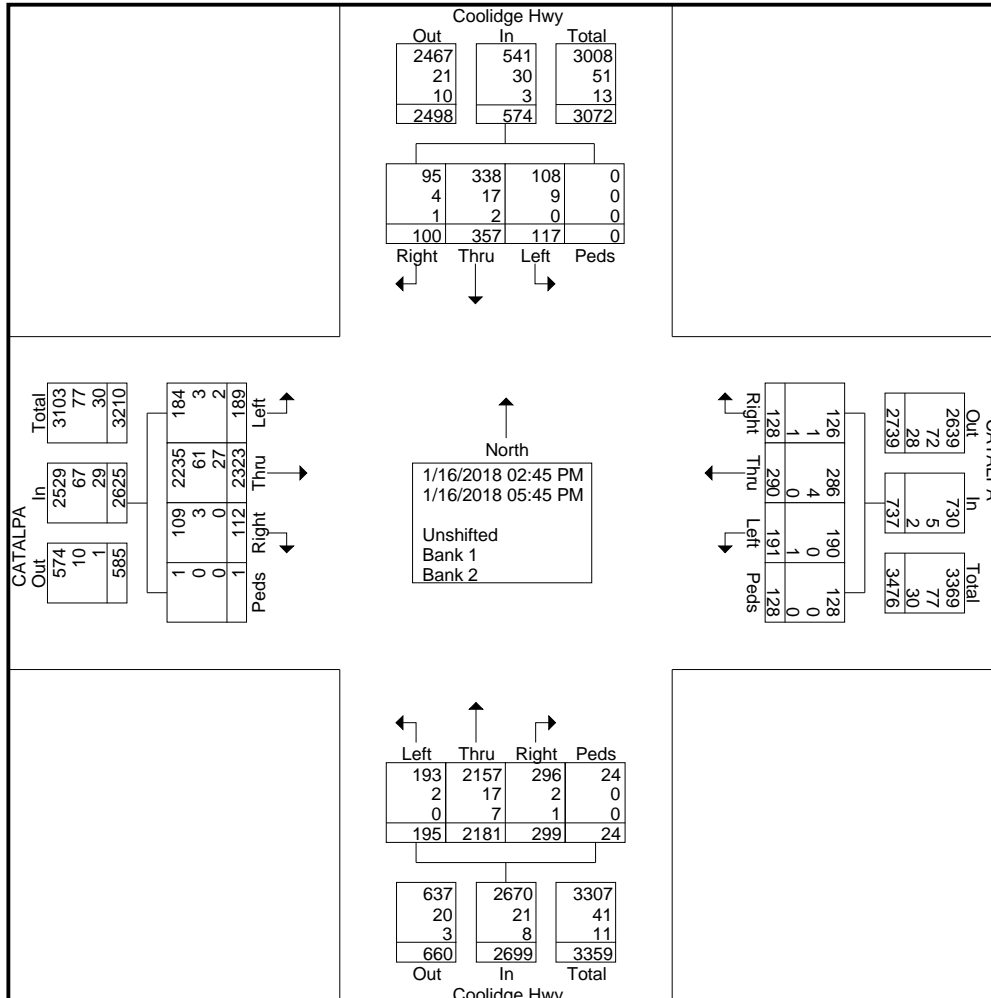 Coolidge Hwy
Out In Total
2467 541 3008
21 30 51
10 3 13
2498 574 3072
95 338 108 0
4 17 9 0
1 2 0 0
100 357 117 0
Right Thru Left Peds
CATALPA
Total In Out
3103 2529 574
77 67 10
30 29 1
3210 2625 585
184 2235 109 1
3 61 3 0
2 27 0 0
189 2323 112 1
Left Thru Right Peds
North
1/16/2018 02:45 PM
1/16/2018 05:45 PM
Unshifted
Bank 1
Bank 2
CATALPA
Out In Total
2639 730 3369
72 5 77
28 2 30
2739 737 3476
126 286 190 128
1 4 0 0
1 0 1 0
128 290 191 128
Right Thru Left Peds
Left Thru Right Peds
193 2157 296 24
2 17 2 0
0 7 1 0
195 2181 299 24
637 2670 3307
20 21 41
3 8 11
660 2699 3359
Out In Total
Coolidge Hwy